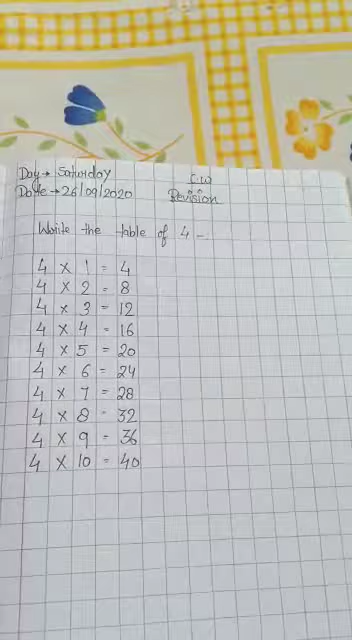 Day → Saturday C.W
Date → 26/09/2020 Revision
Write the table of 4 –
4 × 1 = 4
4 × 2 = 8
4 × 3 = 12
4 × 4 = 16
4 × 5 = 20
4 × 6 = 24
4 × 7 = 28
4 × 8 = 32
4 × 9 = 36
4 × 10 = 40